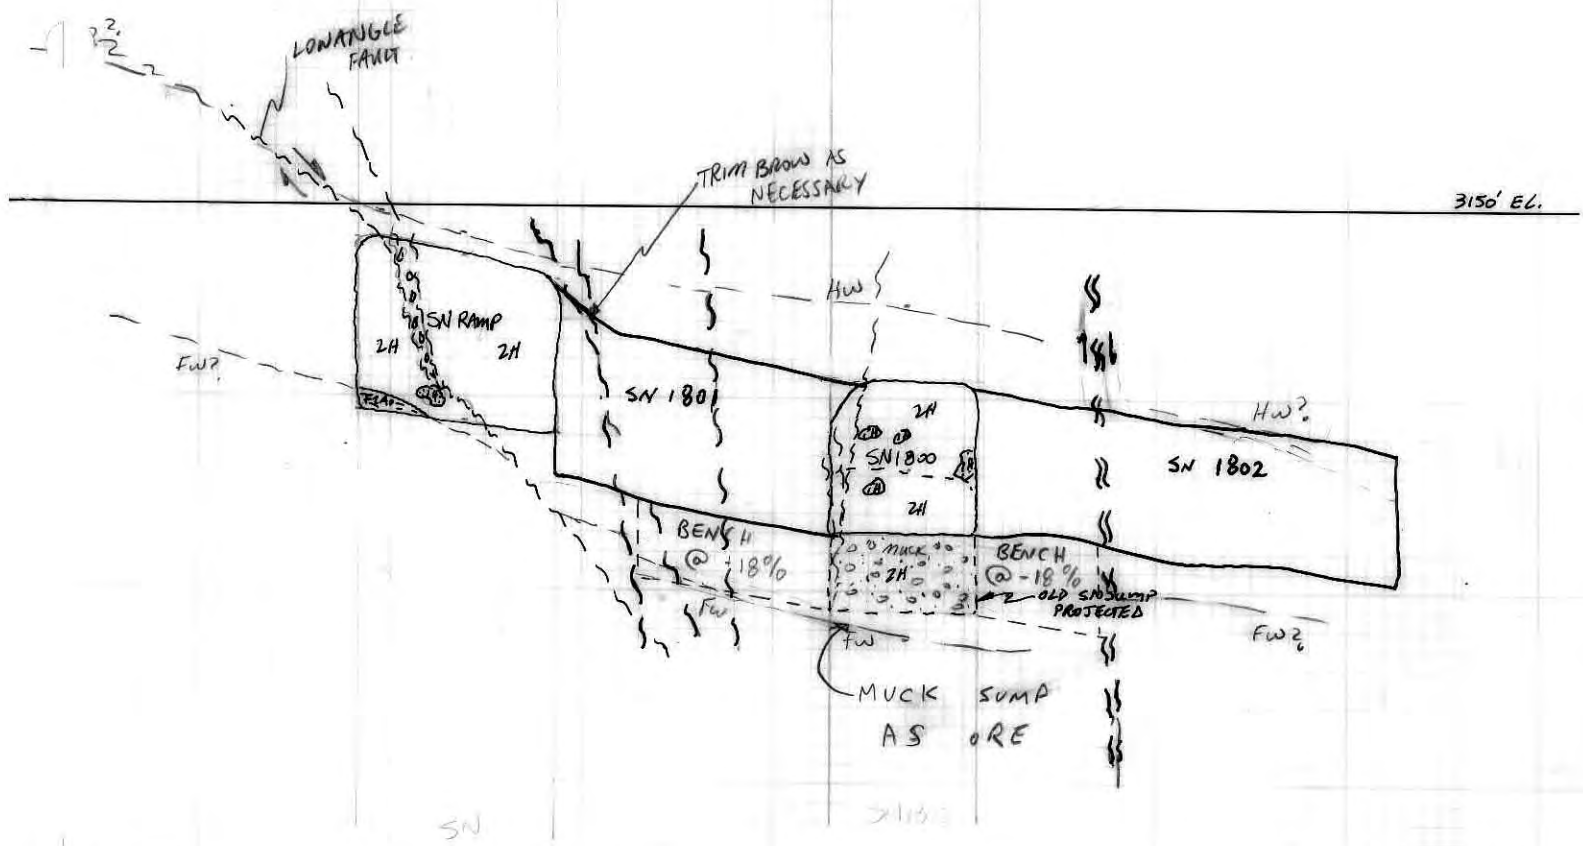 LOWANGLE
FAULT
TRIM BROW AS
NECESSARY
3150' EL.
HW
SN RAMP
2H
2H
FW?
SN 1801
2H
HW?
SN1800
SN 1802
2H
BENCH
@ -18%
MUCK
2H
BENCH
@ -18%
OLD SN SUMP
PROJECTED
FW
FW
FW?
MUCK SUMP
AS ORE
SN